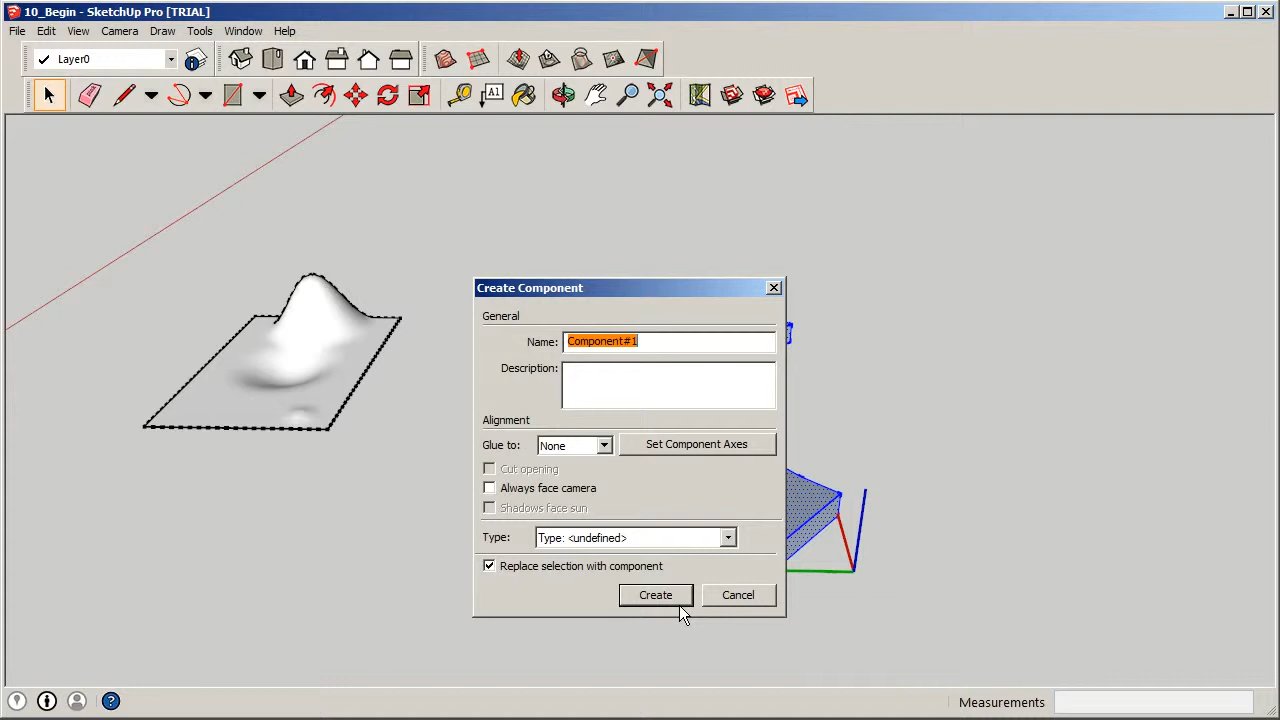 10_Begin - SketchUp Pro [TRIAL]
File Edit View Camera Draw Tools Window Help
Layer0
A1
Create Component
General
Name: Component#1
Description:
Alignment
Glue to: None Set Component Axes
Cut opening
Always face camera
Shadows face sun
Type: Type: <undefined>
Replace selection with component
Create Cancel
Measurements